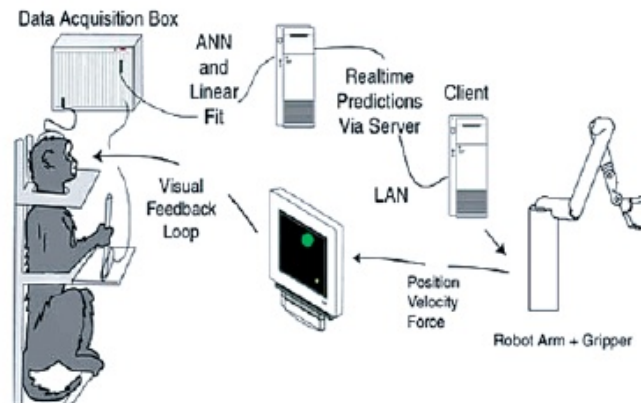 Data Acquisition Box
ANN
and
Linear
Fit
Realtime
Predictions
Via Server
Client
LAN
Visual
Feedback
Loop
Position
Velocity
Force
Robot Arm + Gripper